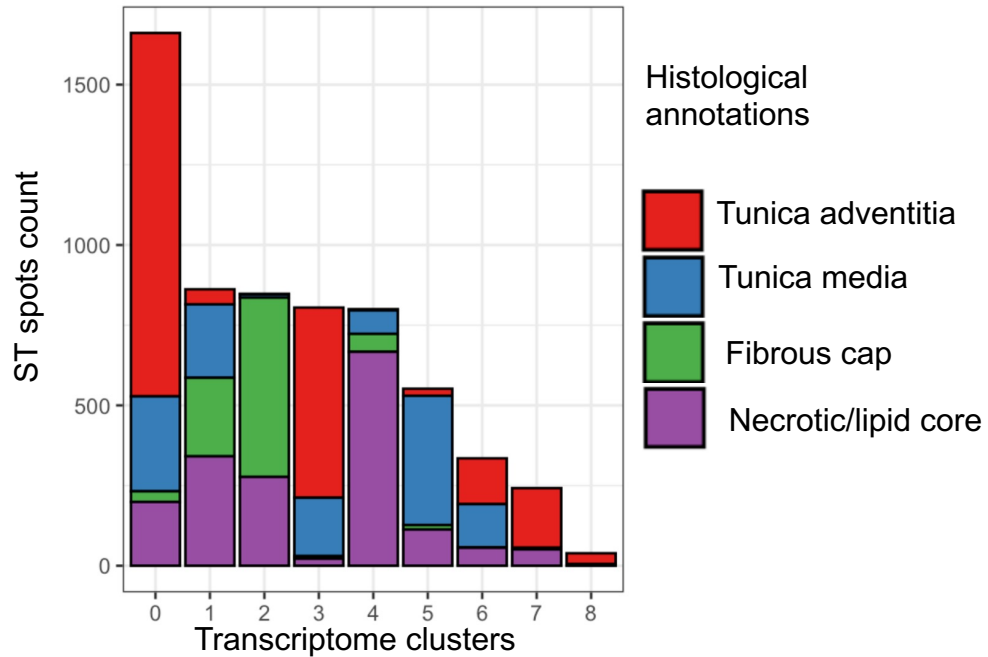 1500
1000
500
0
ST spots count
0 1 2 3 4 5 6 7 8
Transcriptome clusters
Histological
annotations
Tunica adventitia
Tunica media
Fibrous cap
Necrotic/lipid core